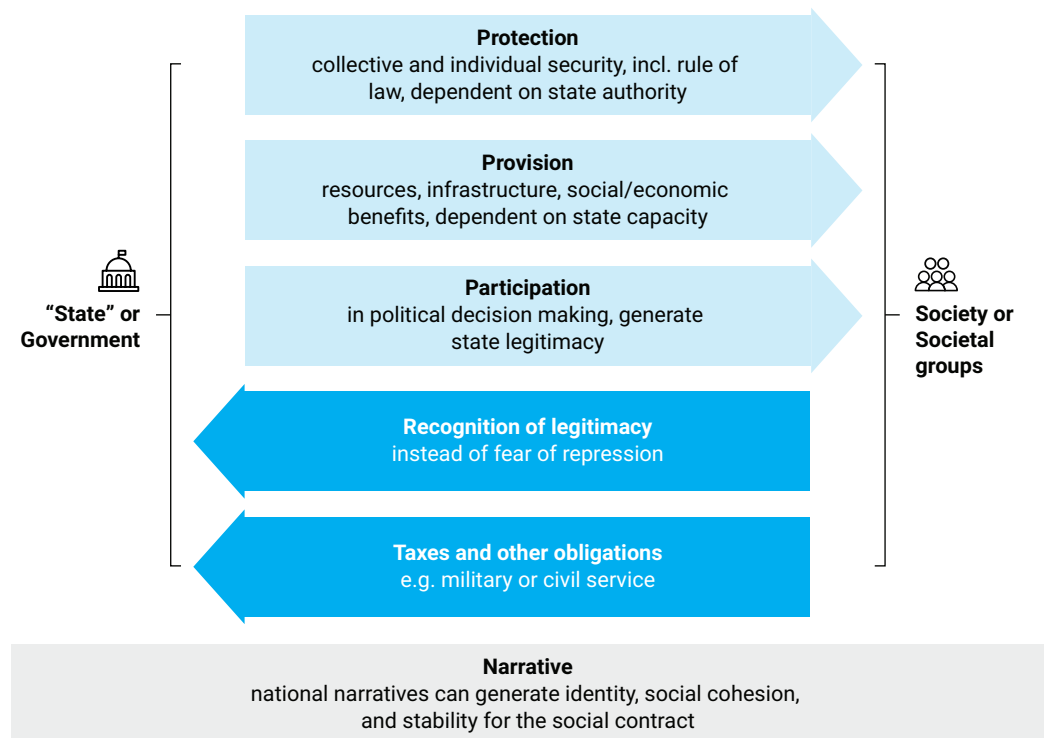 Protection
collective and individual security, incl. rule of
law, dependent on state authority
Provision
resources, infrastructure, social/economic
benefits, dependent on state capacity
“State” or
Government
Participation
in political decision making, generate
state legitimacy
Society or
Societal
groups
Recognition of legitimacy
instead of fear of repression
Taxes and other obligations
e.g. military or civil service
Narrative
national narratives can generate identity, social cohesion,
and stability for the social contract